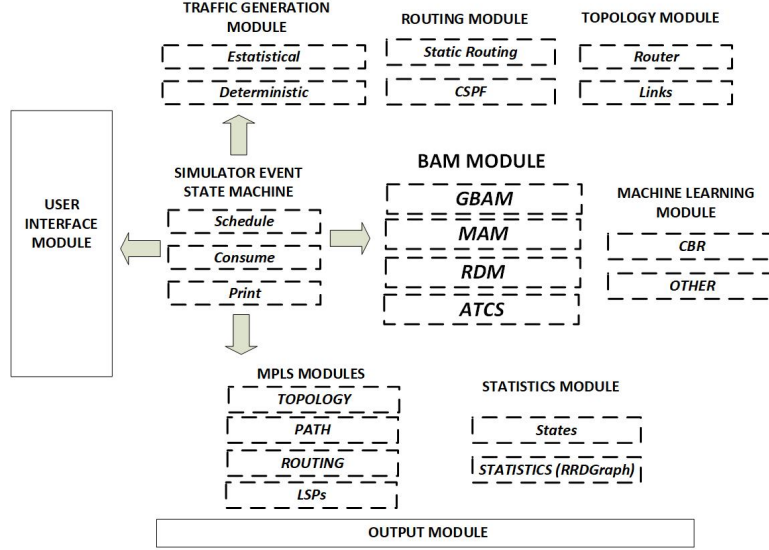 TRAFFIC GENERATION
MODULE
Estatistical
Deterministic
ROUTING MODULE
Static Routing
CSPF
TOPOLOGY MODULE
Router
Links
USER
INTERFACE
MODULE
SIMULATOR EVENT
STATE MACHINE
Schedule
Consume
Print
BAM MODULE
GBAM
MAM
RDM
ATCS
MACHINE LEARNING
MODULE
CBR
OTHER
MPLS MODULES
TOPOLOGY
PATH
ROUTING
LSPs
STATISTICS MODULE
States
STATISTICS (RRDGraph)
OUTPUT MODULE